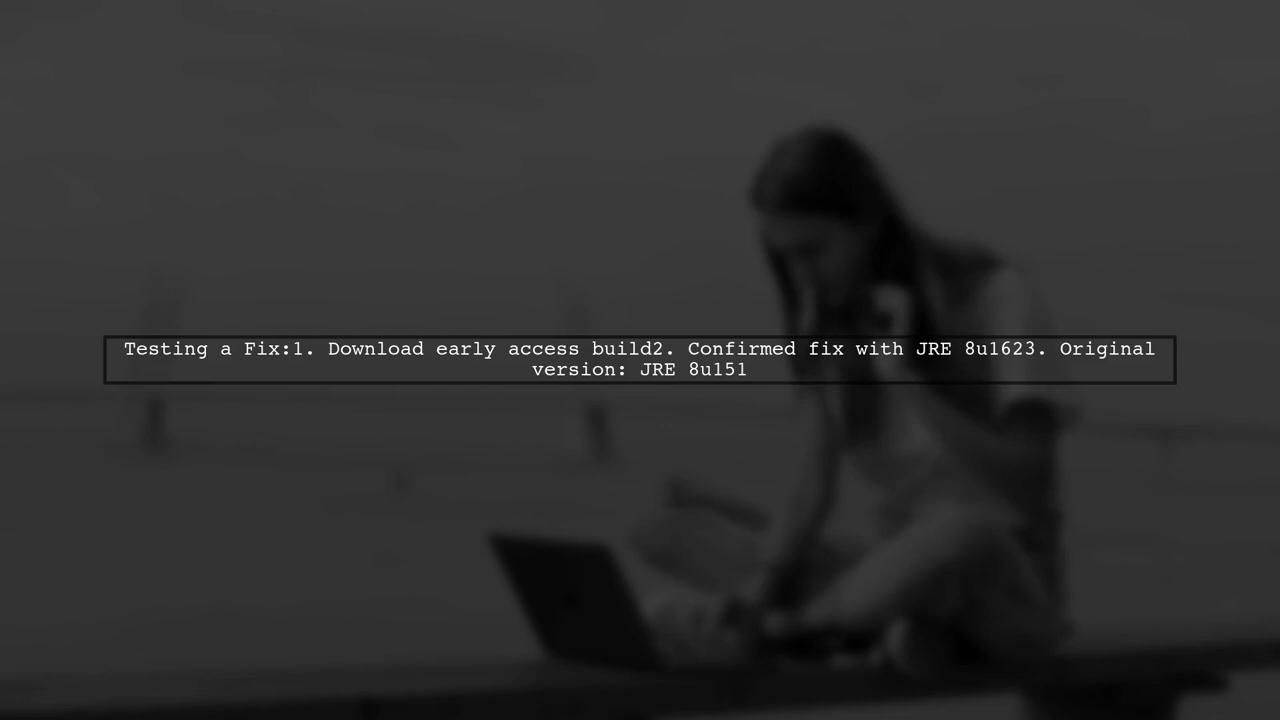 Testing a Fix:1. Download early access build2. Confirmed fix with JRE 8u1623. Original
version: JRE 8u151